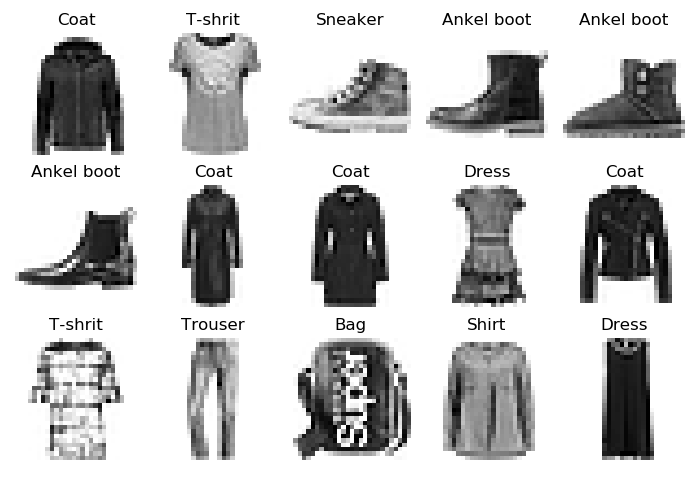 Coat
T-shrit
Sneaker
Ankel boot
Ankel boot
Ankel boot
Coat
Coat
Dress
Coat
T-shrit
Trouser
Bag
Shirt
Dress